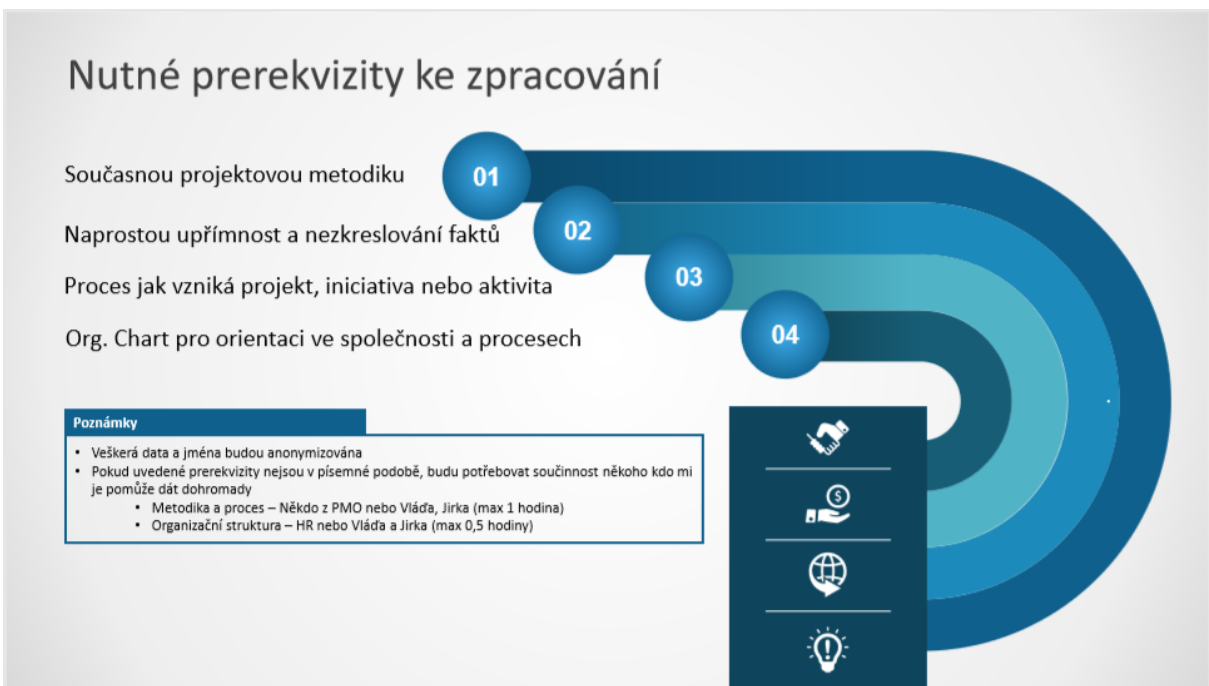 Nutné prerekvizity ke zpracování
Současnou projektovou metodiku
01
Naprostou upřímnost a nezkreslování faktů
02
Proces jak vzniká projekt, iniciativa nebo aktivita
03
Org. Chart pro orientaci ve společnosti a procesech
04
Poznámky
• Veškerá data a jména budou anonymizována
• Pokud uvedené prerekvizity nejsou v písemné podobě, budu potřebovat součinnost někoho kdo mi
je pomůže dát dohromady
• Metodika a proces – Někdo z PMO nebo Vláďa, Jirka (max 1 hodina)
• Organizační struktura – HR nebo Vláďa a Jirka (max 0,5 hodiny)